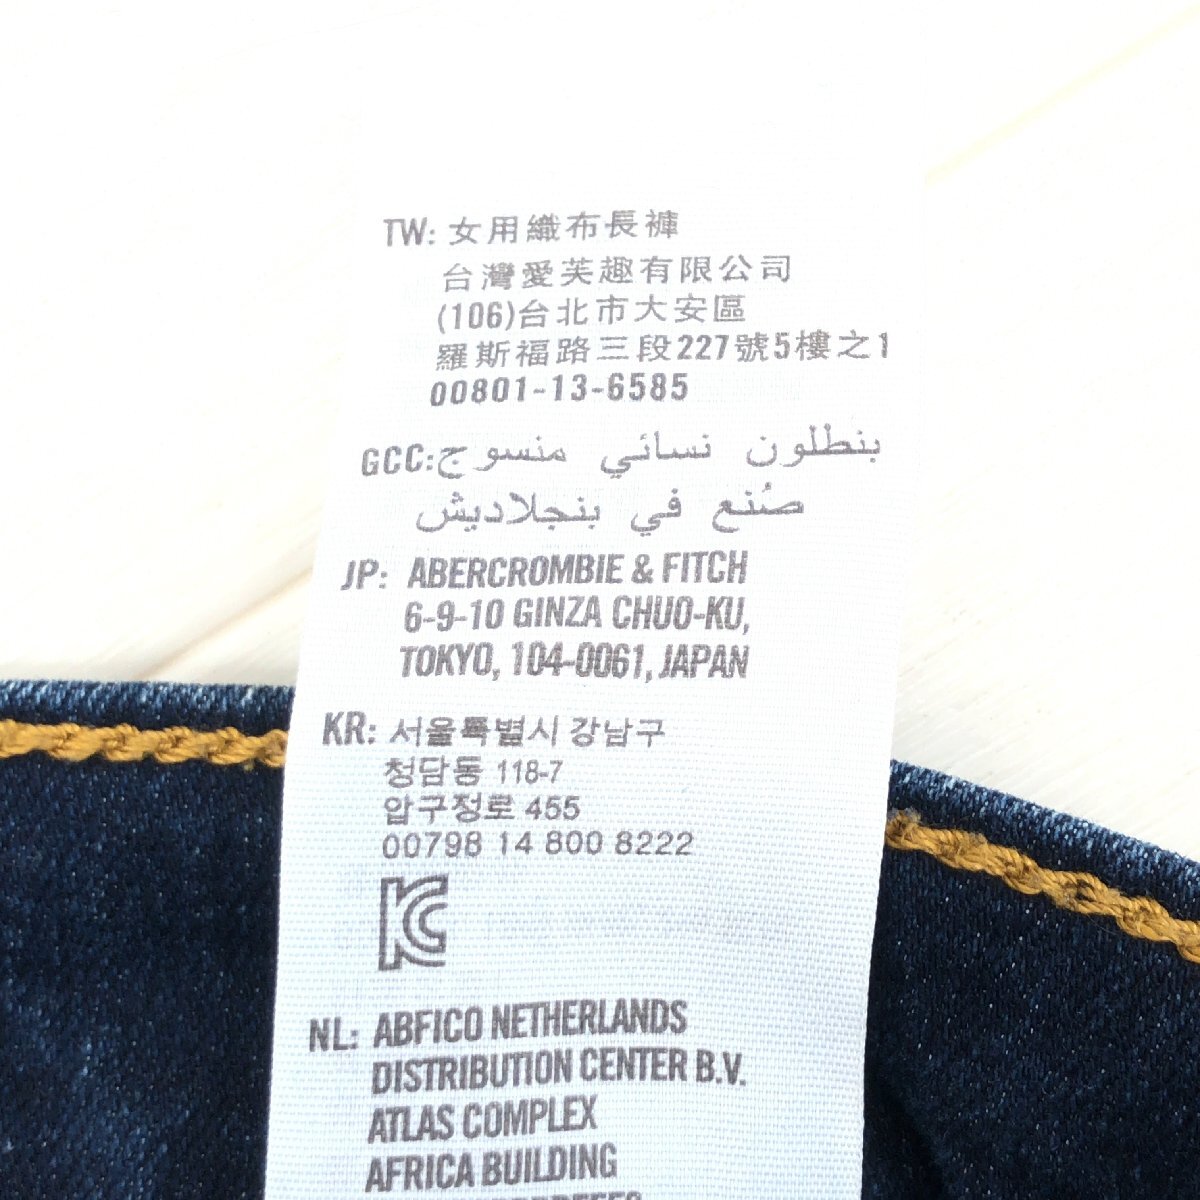 TW: 女用織布長褲
台灣愛芙趣有限公司
(106)台北市大安區
羅斯福路三段227號5樓之1
00801-13-6585
GCC: بنطلون نسائي منسوج
صُنع في بنجلاديش
JP: ABERCROMBIE & FITCH
6-9-10 GINZA CHUO-KU,
TOKYO, 104-0061, JAPAN
KR: 서울특별시 강남구
청담동 118-7
압구정로 455
00798 14 800 8222
KC
NL: ABFICO NETHERLANDS
DISTRIBUTION CENTER B.V.
ATLAS COMPLEX
AFRICA BUILDING